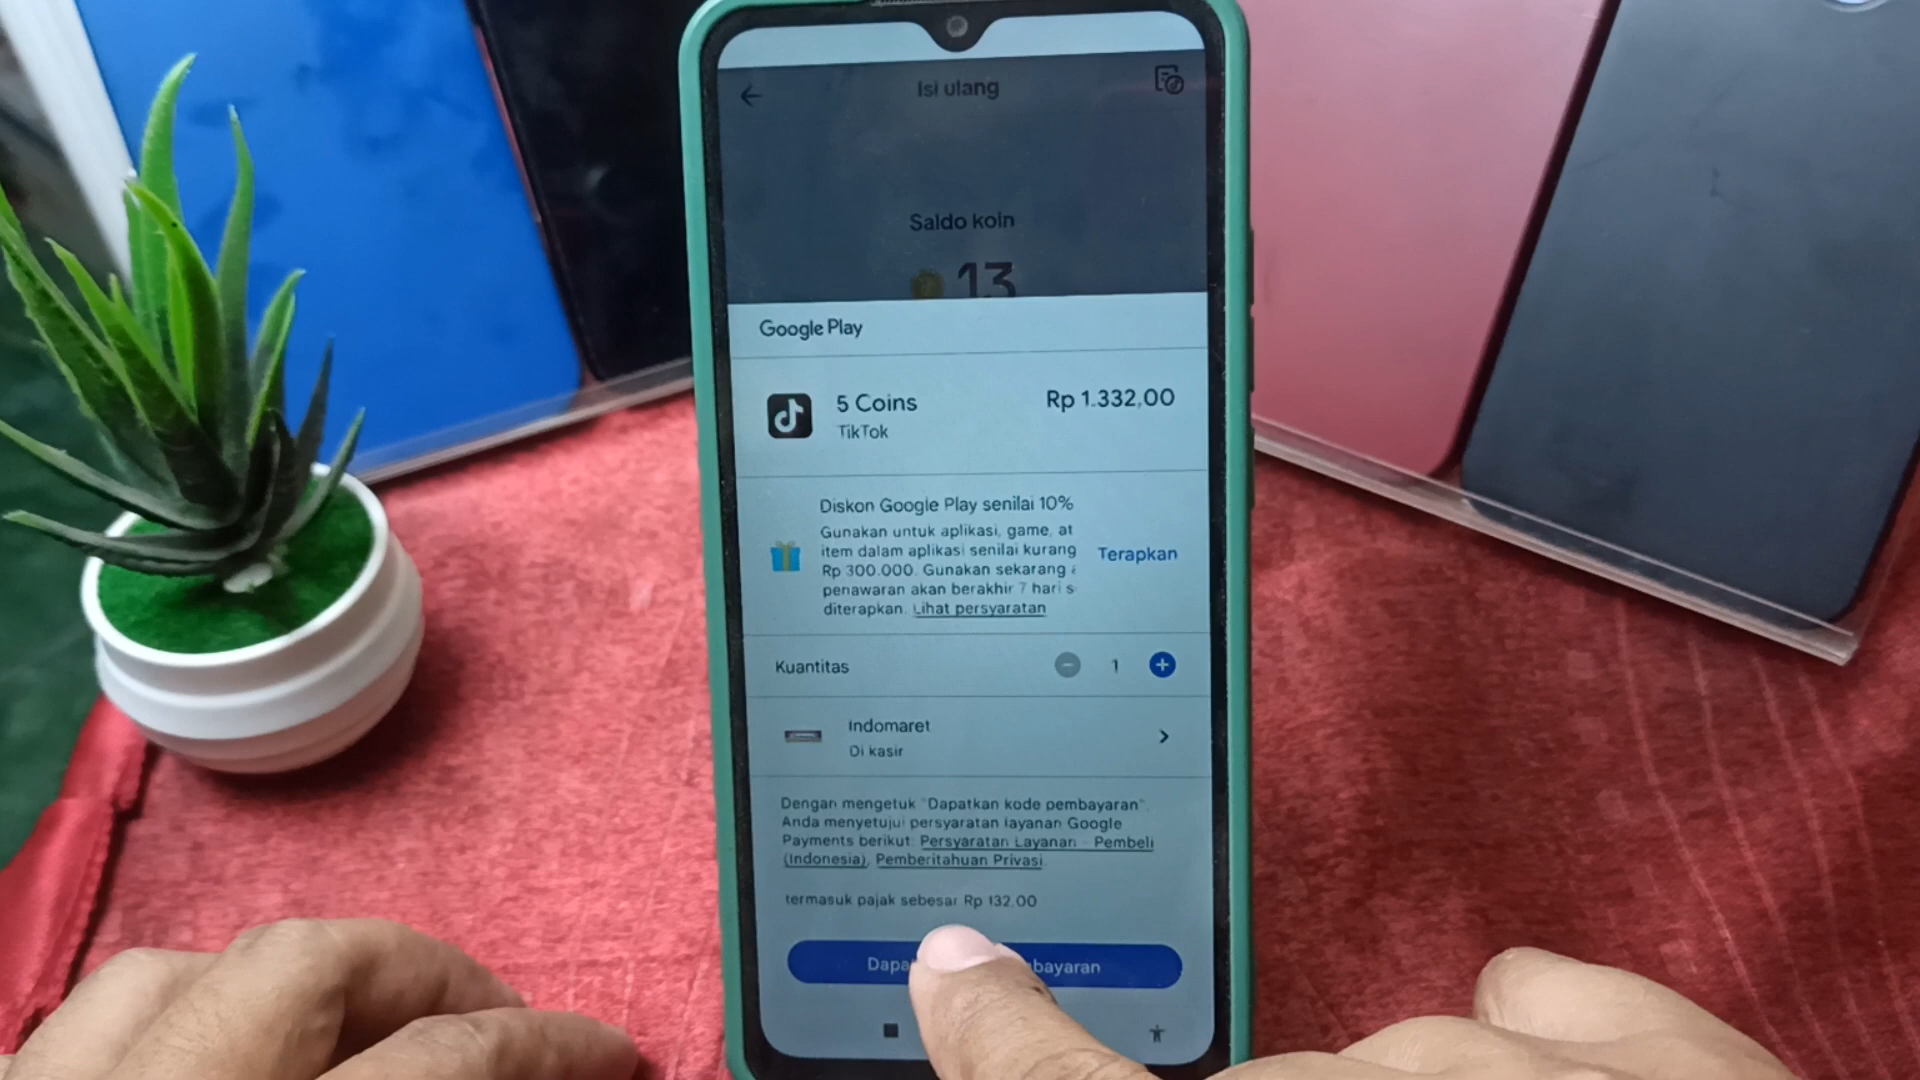 Isi ulang
Saldo koin
13
Google Play
5 Coins
Rp 1.332,00
TikTok
Diskon Google Play senilai 10%
Gunakan untuk aplikasi, game, at
item dalam aplikasi senilai kurang
Rp 300.000. Gunakan sekarang
penawaran akan berakhir 7 hari s
diterapkan. Lihat persyaratan
Terapkan
Kuantitas
1
Indomaret
Di kasir
Dengan mengetuk "Dapatkan kode pembayaran".
Anda menyetujui persyaratan layanan Google
Payments berikut: Persyaratan Layanan - Pembeli
(Indonesia), Pemberitahuan Privasi.
termasuk pajak sebesar Rp 132,00
Dapa bayaran